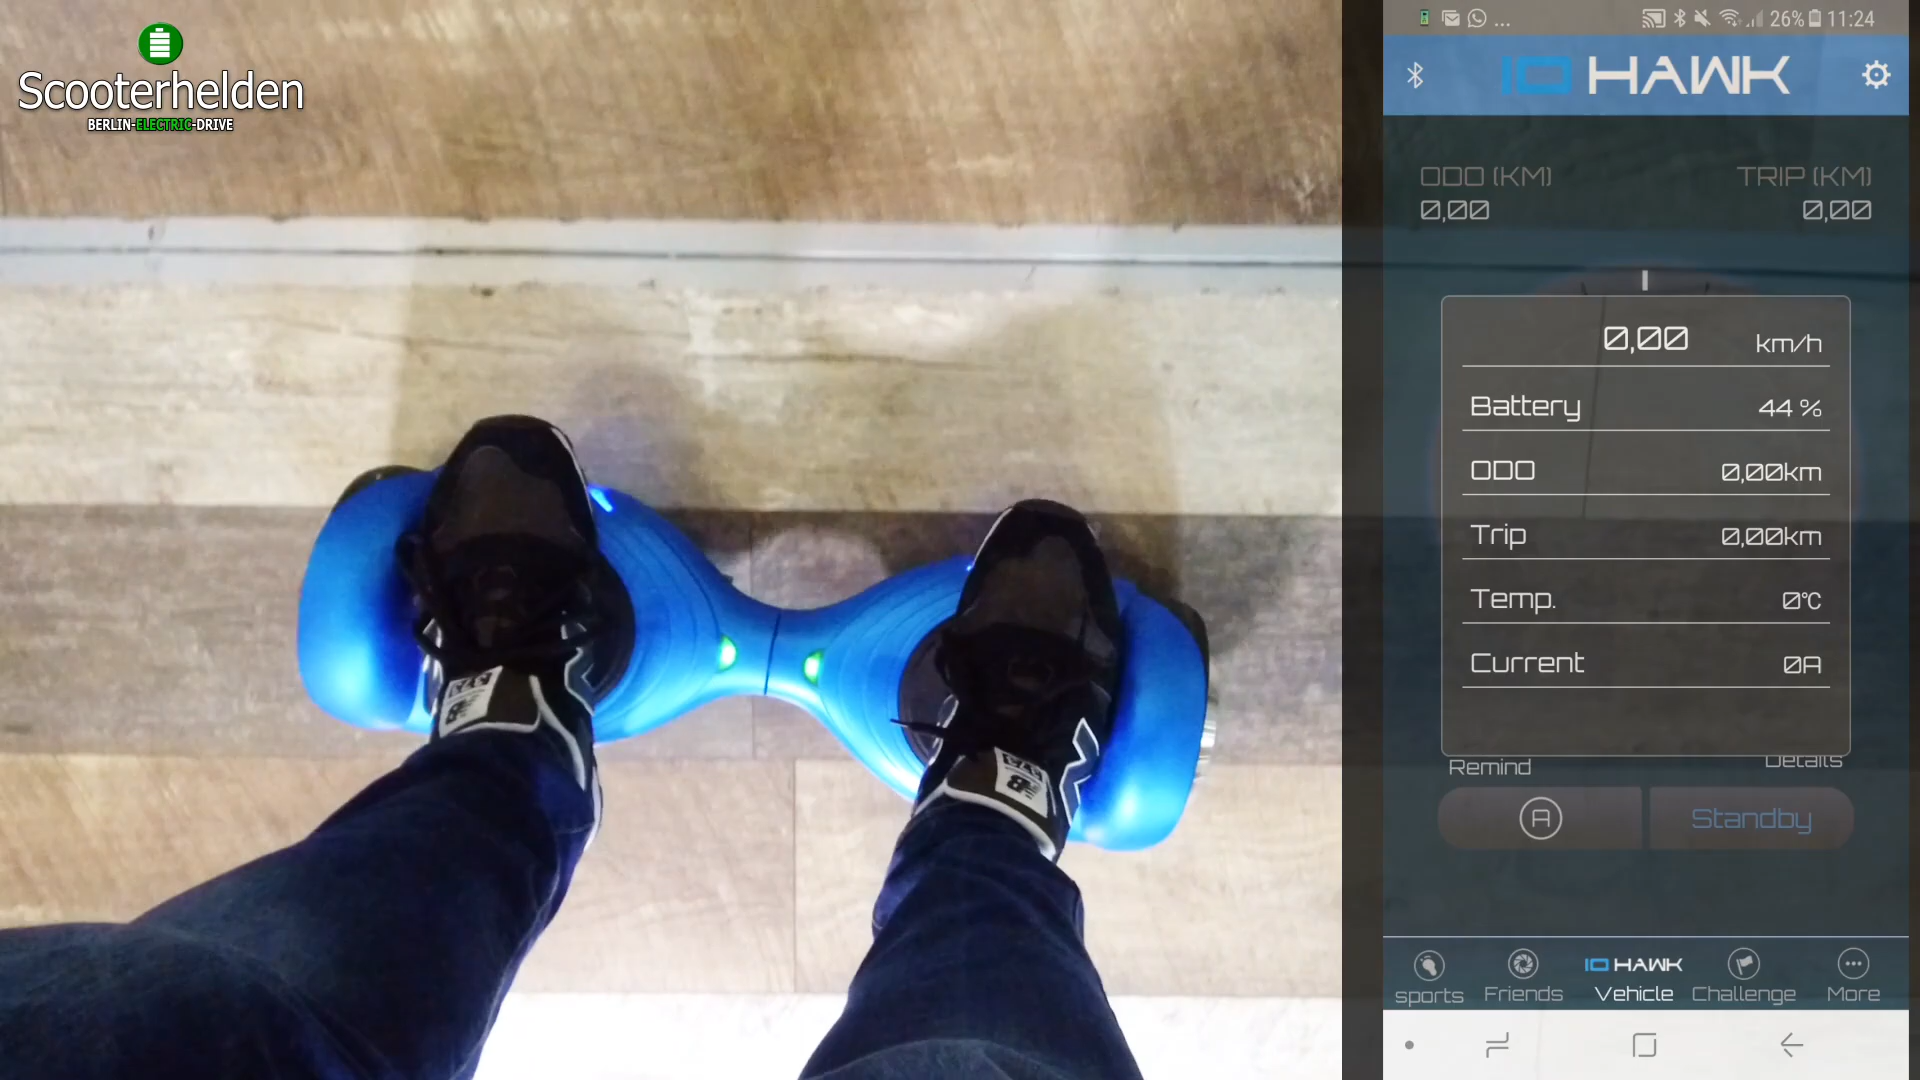 Scooterhelden
BERLIN-ELECTRIC-DRIVE
... 26% 11:24
IO HAWK
ODO (KM) TRIP (KM)
0,00 0,00
0,00 km/h
Battery 44 %
ODO 0,00km
Trip 0,00km
Temp. 0°C
Current 0A
Remind Details
A Standby
IO HAWK
sports Friends Vehicle Challenge More